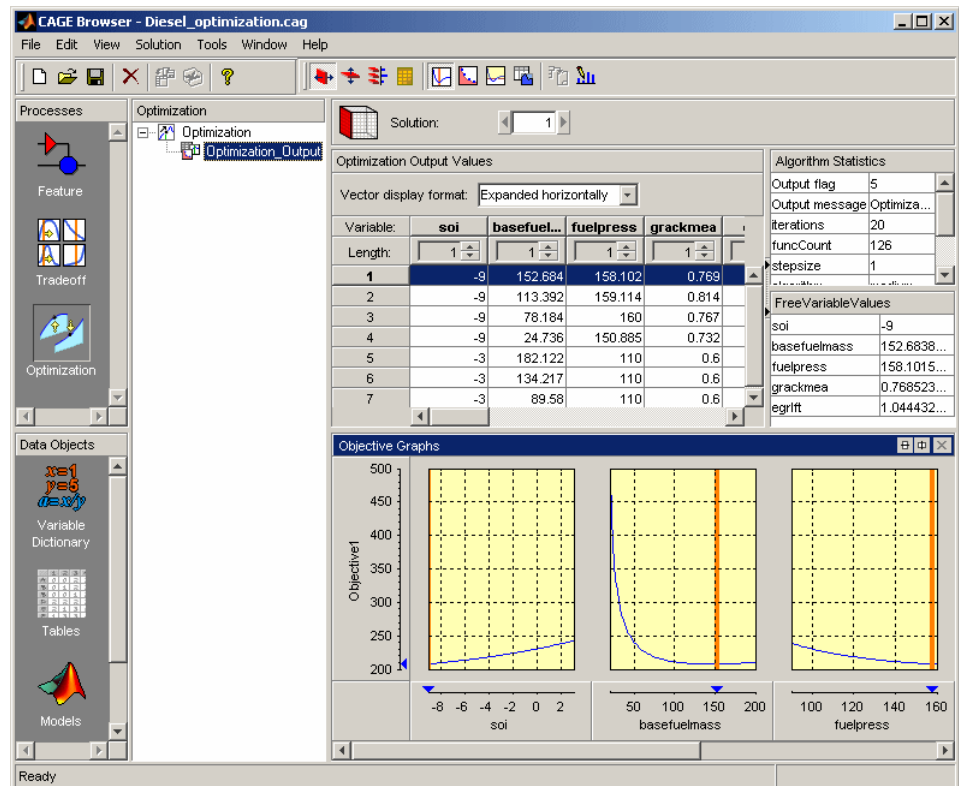 CAGE Browser - Diesel_optimization.cag
File Edit View Solution Tools Window Help
Processes
Feature
Tradeoff
Optimization
Optimization
Optimization
Optimization_Output
Solution: 1
Optimization Output Values
Vector display format: Expanded horizontally
Variable: soi basefuel... fuelpress grackmea
Length: 1 1 1 1
1 -9 152.684 158.102 0.769
2 -9 113.392 159.114 0.814
3 -9 78.184 160 0.767
4 -9 24.736 150.885 0.732
5 -3 182.122 110 0.6
6 -3 134.217 110 0.6
7 -3 89.58 110 0.6
Algorithm Statistics
Output flag 5
Output message Optimiza...
iterations 20
funcCount 126
stepsize 1
FreeVariableValues
soi -9
basefuelmass 152.6838...
fuelpress 158.1015...
grackmea 0.768523...
egrlft 1.044432...
Data Objects
x=1
y=5
a=x/y
Variable
Dictionary
Tables
Models
Objective Graphs
500
450
400
350
300
250
200
Objective1
-8 -6 -4 -2 0 2
soi
50 100 150 200
basefuelmass
100 120 140 160
fuelpress
Ready